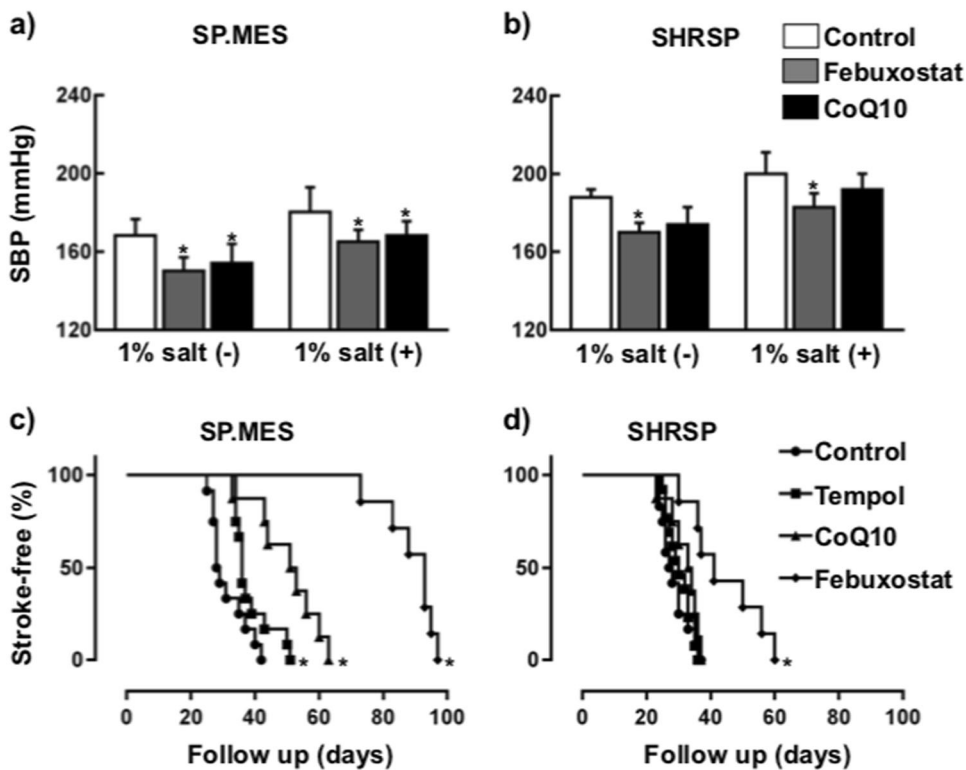 a) SP.MES
b) SHRSP
Control
Febuxostat
CoQ10
SBP (mmHg)
240
200
160
120
* * * *
1% salt (-) 1% salt (+)
240
200
160
120
* *
1% salt (-) 1% salt (+)
c) SP.MES
Stroke-free (%)
100
50
0
* * *
0 20 40 60 80 100
Follow up (days)
d) SHRSP
Control
Tempol
CoQ10
Febuxostat
100
50
0
*
0 20 40 60 80 100
Follow up (days)